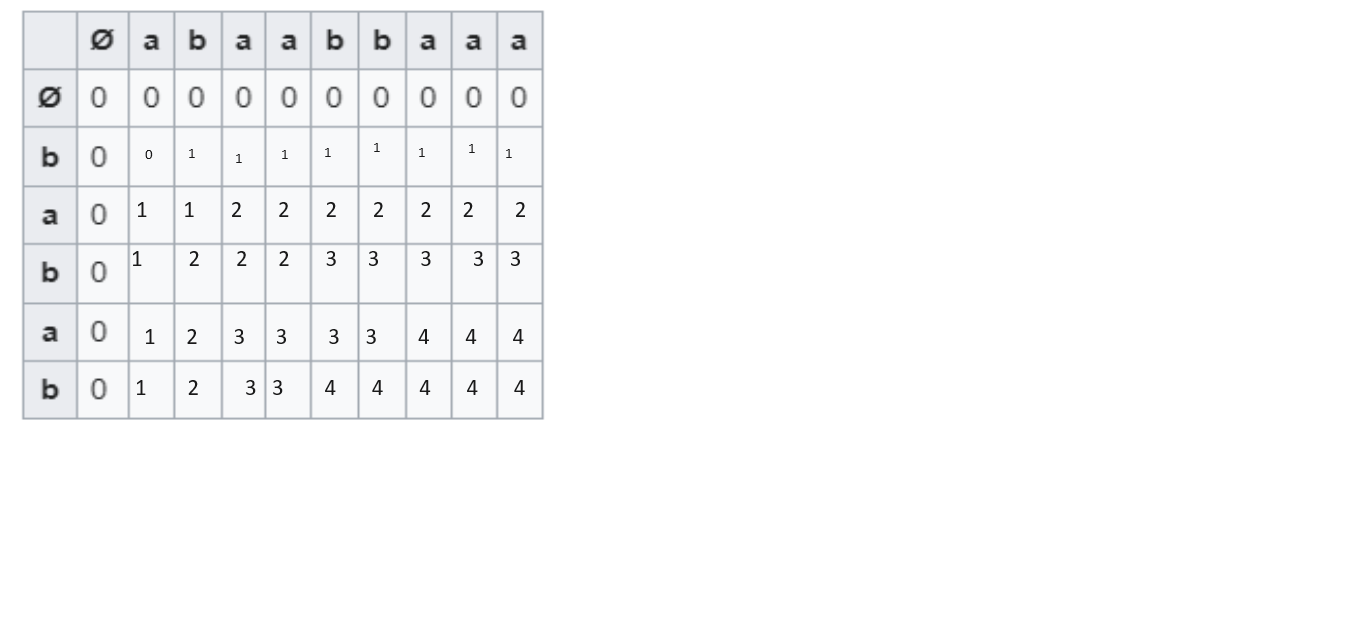 Ø a b a a b b a a a
Ø 0 0 0 0 0 0 0 0 0 0
b 0 0 1 1 1 1 1 1 1 1
a 0 1 1 2 2 2 2 2 2 2
b 0 1 2 2 2 3 3 3 3 3
a 0 1 2 3 3 3 3 4 4 4
b 0 1 2 3 3 4 4 4 4 4